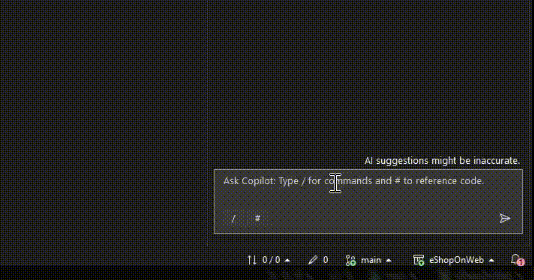 AI suggestions might be inaccurate.
Ask Copilot: Type / for commands and # to reference code.
/ #
0 / 0 0 main eShopOnWeb 1